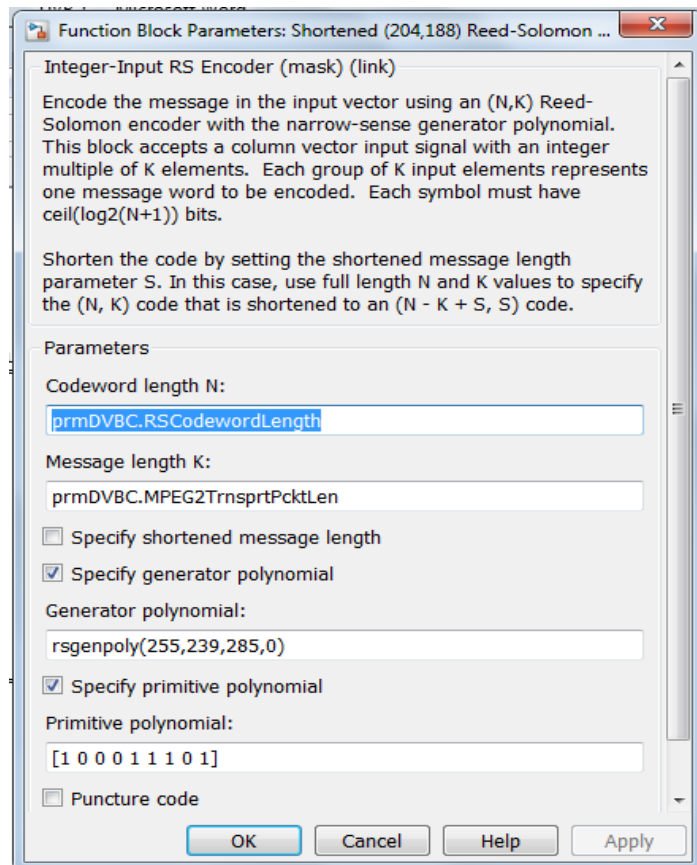 Function Block Parameters: Shortened (204,188) Reed-Solomon ...
Integer-Input RS Encoder (mask) (link)
Encode the message in the input vector using an (N,K) Reed-
Solomon encoder with the narrow-sense generator polynomial.
This block accepts a column vector input signal with an integer
multiple of K elements.  Each group of K input elements represents
one message word to be encoded.  Each symbol must have
ceil(log2(N+1)) bits.
Shorten the code by setting the shortened message length
parameter S. In this case, use full length N and K values to specify
the (N, K) code that is shortened to an (N - K + S, S) code.
Parameters
Codeword length N:
prmDVBC.RSCodewordLength
Message length K:
prmDVBC.MPEG2TrnsprtPcktLen
Specify shortened message length
Specify generator polynomial
Generator polynomial:
rsgenpoly(255,239,285,0)
Specify primitive polynomial
Primitive polynomial:
[1 0 0 0 1 1 1 0 1]
Puncture code
OK Cancel Help Apply